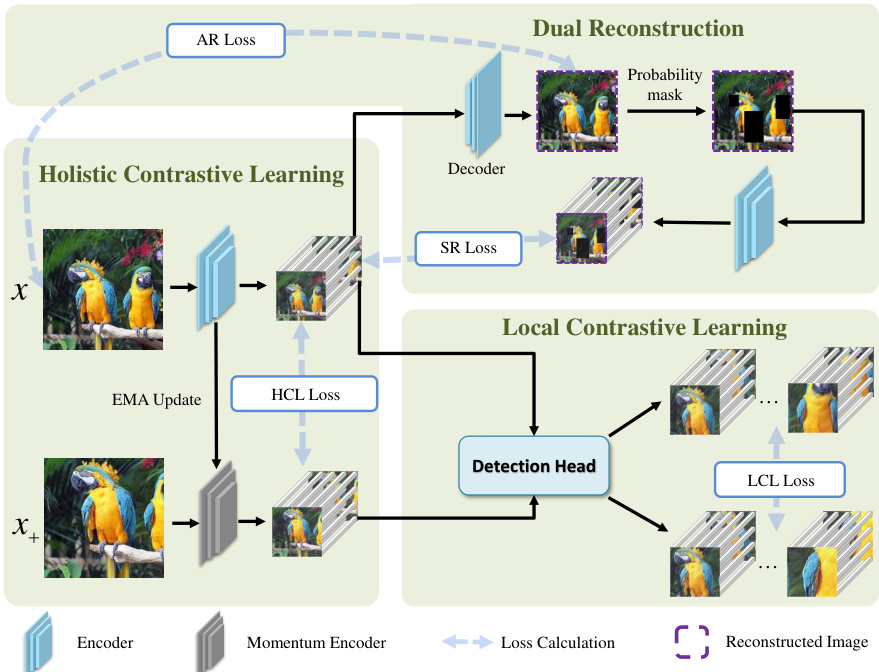 AR Loss
Dual Reconstruction
Probability
mask
Decoder
Holistic Contrastive Learning
SR Loss
x
Local Contrastive Learning
EMA Update
HCL Loss
Detection Head
...
LCL Loss
x+
...
Encoder
Momentum Encoder
Loss Calculation
Reconstructed Image